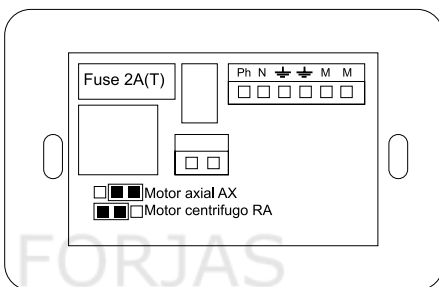 Fuse 2A(T)
Ph N ⏚ ⏚ M M
Motor axial AX
Motor centrifugo RA
FORJAS